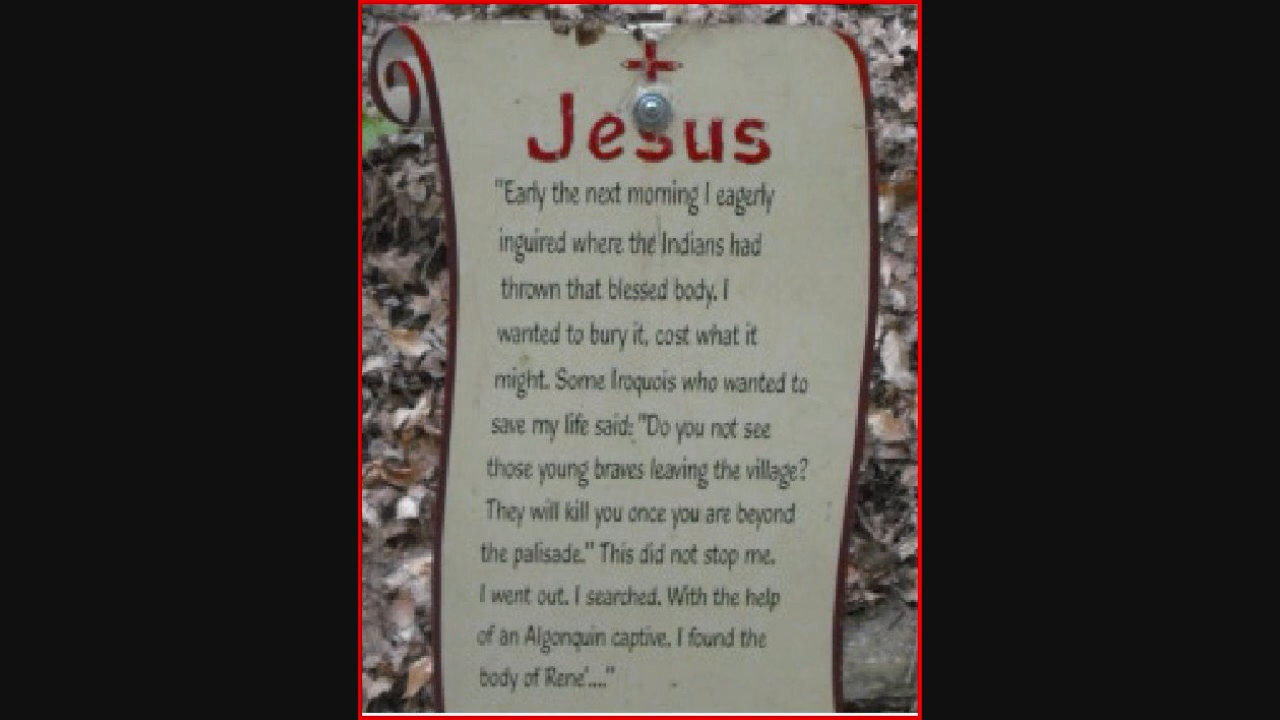 Jesus
"Early the next morning I eagerly
inguired where the Indians had
thrown that blessed body. I
wanted to bury it, cost what it
might. Some Iroquois who wanted to
save my life said: "Do you not see
those young braves leaving the village?
They will kill you once you are beyond
the palisade." This did not stop me.
I went out. I searched. With the help
of an Algonquin captive. I found the
body of Rene'...."